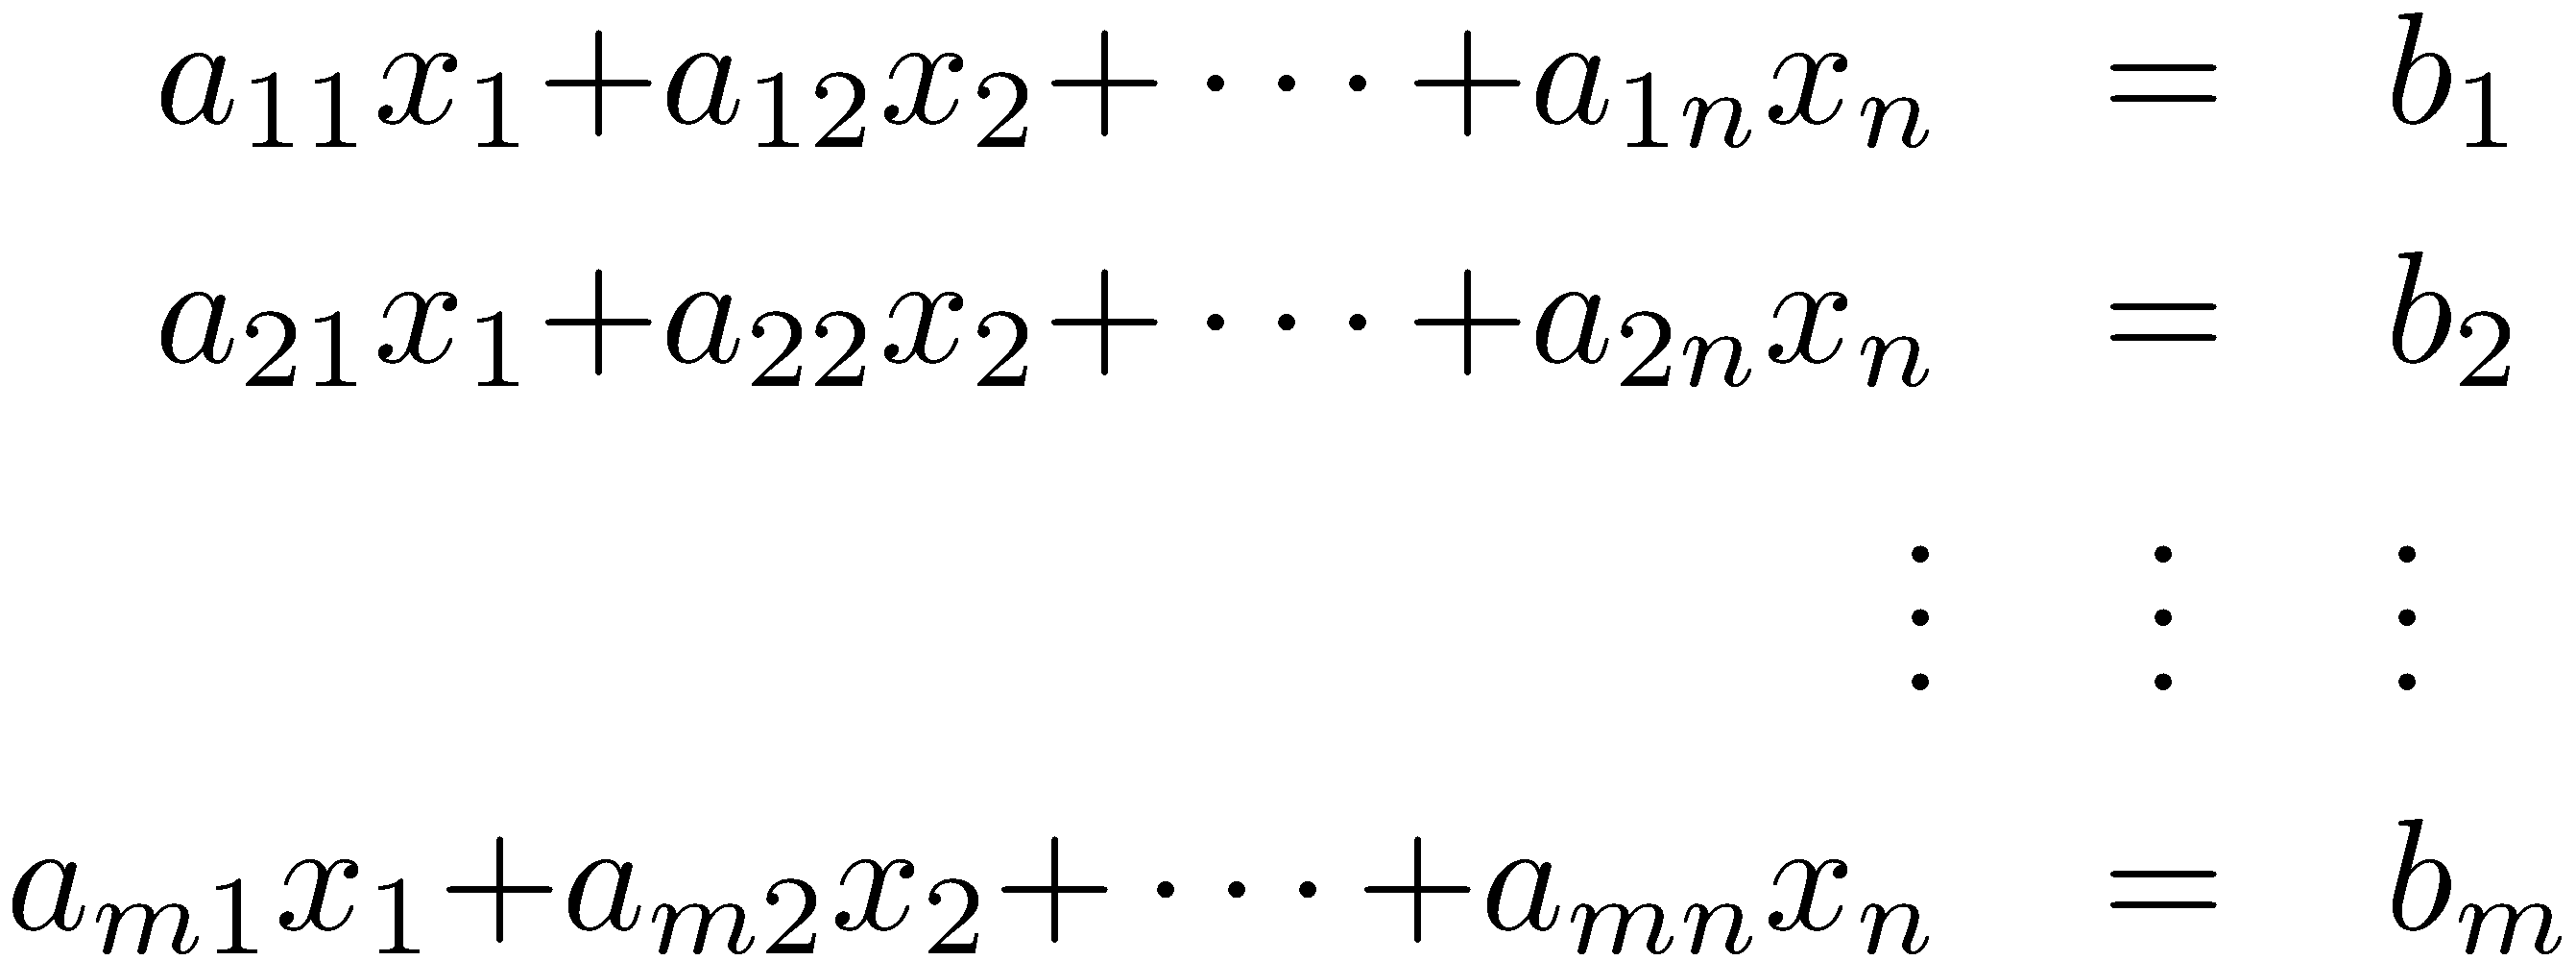 a₁₁x₁+a₁₂x₂+···+a₁ₙxₙ = b₁
a₂₁x₁+a₂₂x₂+···+a₂ₙxₙ = b₂
⋮ ⋮ ⋮
aₘ₁x₁+aₘ₂x₂+···+aₘₙxₙ = bₘ